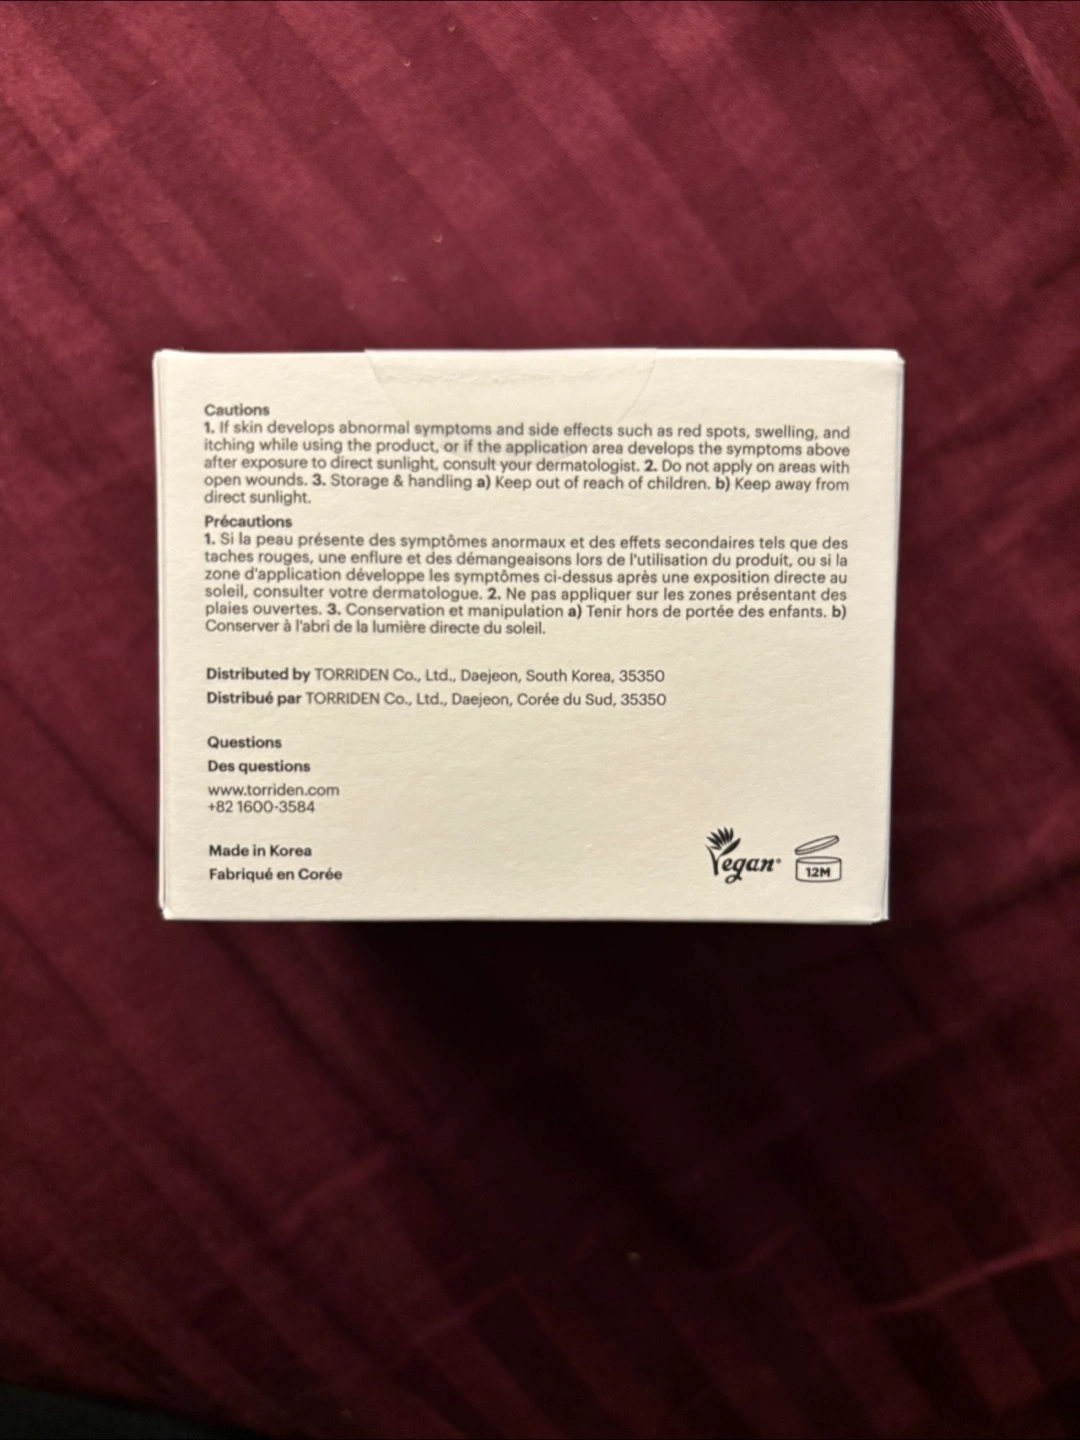 Cautions
1. If skin develops abnormal symptoms and side effects such as red spots, swelling, and
itching while using the product, or if the application area develops the symptoms above
after exposure to direct sunlight, consult your dermatologist. 2. Do not apply on areas with
open wounds. 3. Storage & handling a) Keep out of reach of children. b) Keep away from
direct sunlight.
Précautions
1. Si la peau présente des symptômes anormaux et des effets secondaires tels que des
taches rouges, une enflure et des démangeaisons lors de l'utilisation du produit, ou si la
zone d'application développe les symptômes ci-dessus après une exposition directe au
soleil, consulter votre dermatologue. 2. Ne pas appliquer sur les zones présentant des
plaies ouvertes. 3. Conservation et manipulation a) Tenir hors de portée des enfants. b)
Conserver à l'abri de la lumière directe du soleil.
Distributed by TORRIDEN Co., Ltd., Daejeon, South Korea, 35350
Distribué par TORRIDEN Co., Ltd., Daejeon, Corée du Sud, 35350
Questions
Des questions
www.torriden.com
+82 1600-3584
Made in Korea
Fabriqué en Corée
Vegan
12M